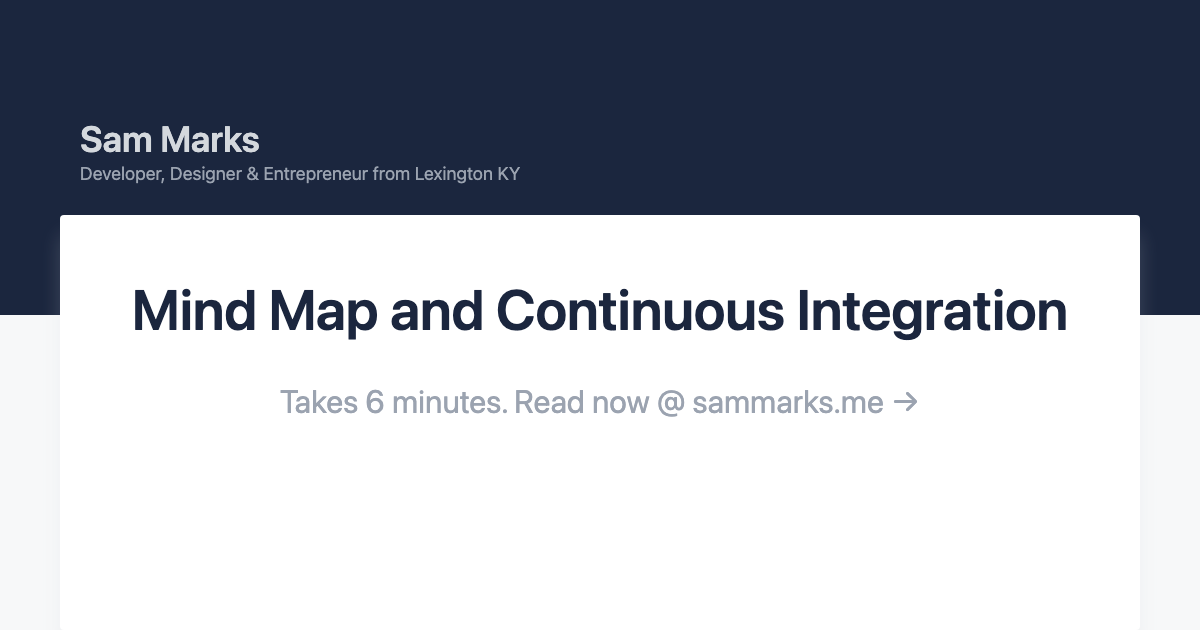 Sam Marks
Developer, Designer & Entrepreneur from Lexington KY
Mind Map and Continuous Integration
Takes 6 minutes. Read now @ sammarks.me →